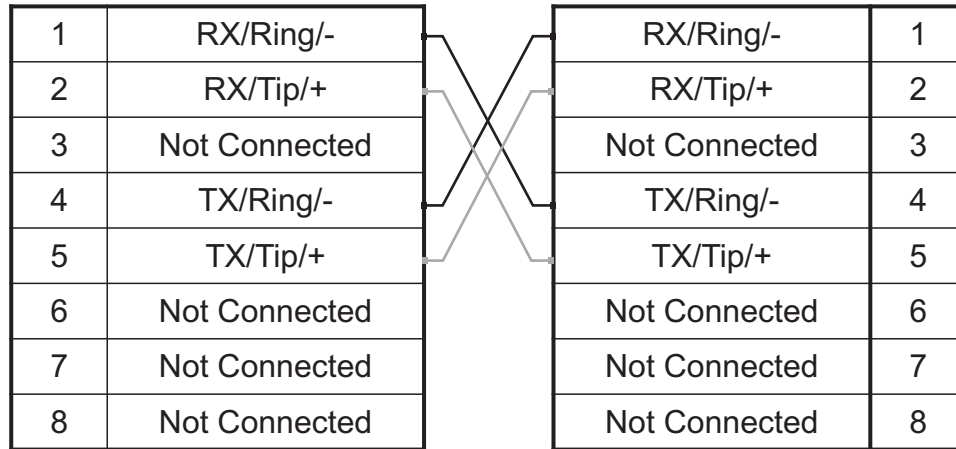 1 RX/Ring/- RX/Ring/- 1
2 RX/Tip/+ RX/Tip/+ 2
3 Not Connected Not Connected 3
4 TX/Ring/- TX/Ring/- 4
5 TX/Tip/+ TX/Tip/+ 5
6 Not Connected Not Connected 6
7 Not Connected Not Connected 7
8 Not Connected Not Connected 8